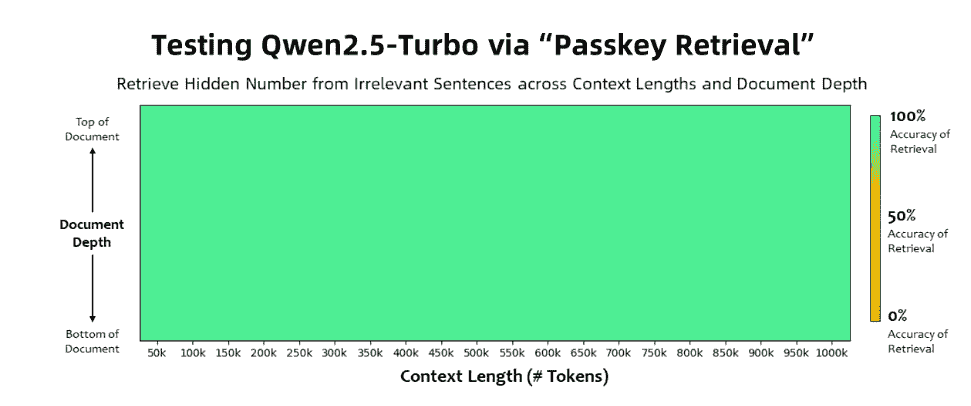 Testing Qwen2.5-Turbo via “Passkey Retrieval”
Retrieve Hidden Number from Irrelevant Sentences across Context Lengths and Document Depth
Top of
Document
Document
Depth
Bottom of
Document
100%
Accuracy of
Retrieval
50%
Accuracy of
Retrieval
0%
Accuracy of
Retrieval
50k 100k 150k 200k 250k 300k 350k 400k 450k 500k 600k 650k 700k 750k 800k 850k 900k 950k 1000k
Context Length (# Tokens)